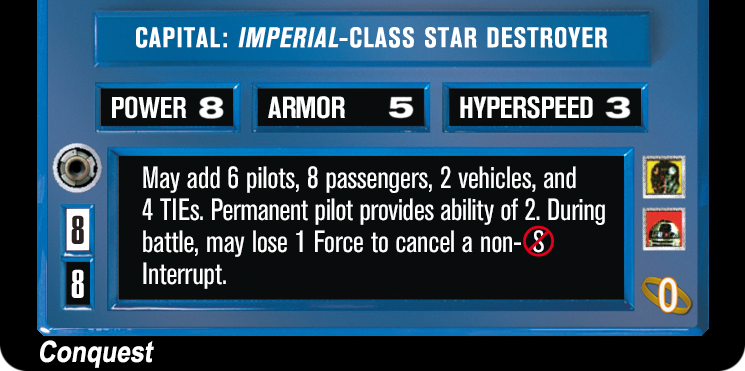 CAPITAL: IMPERIAL-CLASS STAR DESTROYER
POWER 8 ARMOR 5 HYPERSPEED 3
May add 6 pilots, 8 passengers, 2 vehicles, and
4 TIEs. Permanent pilot provides ability of 2. During
battle, may lose 1 Force to cancel a non-8
Interrupt.
8
8
0
Conquest